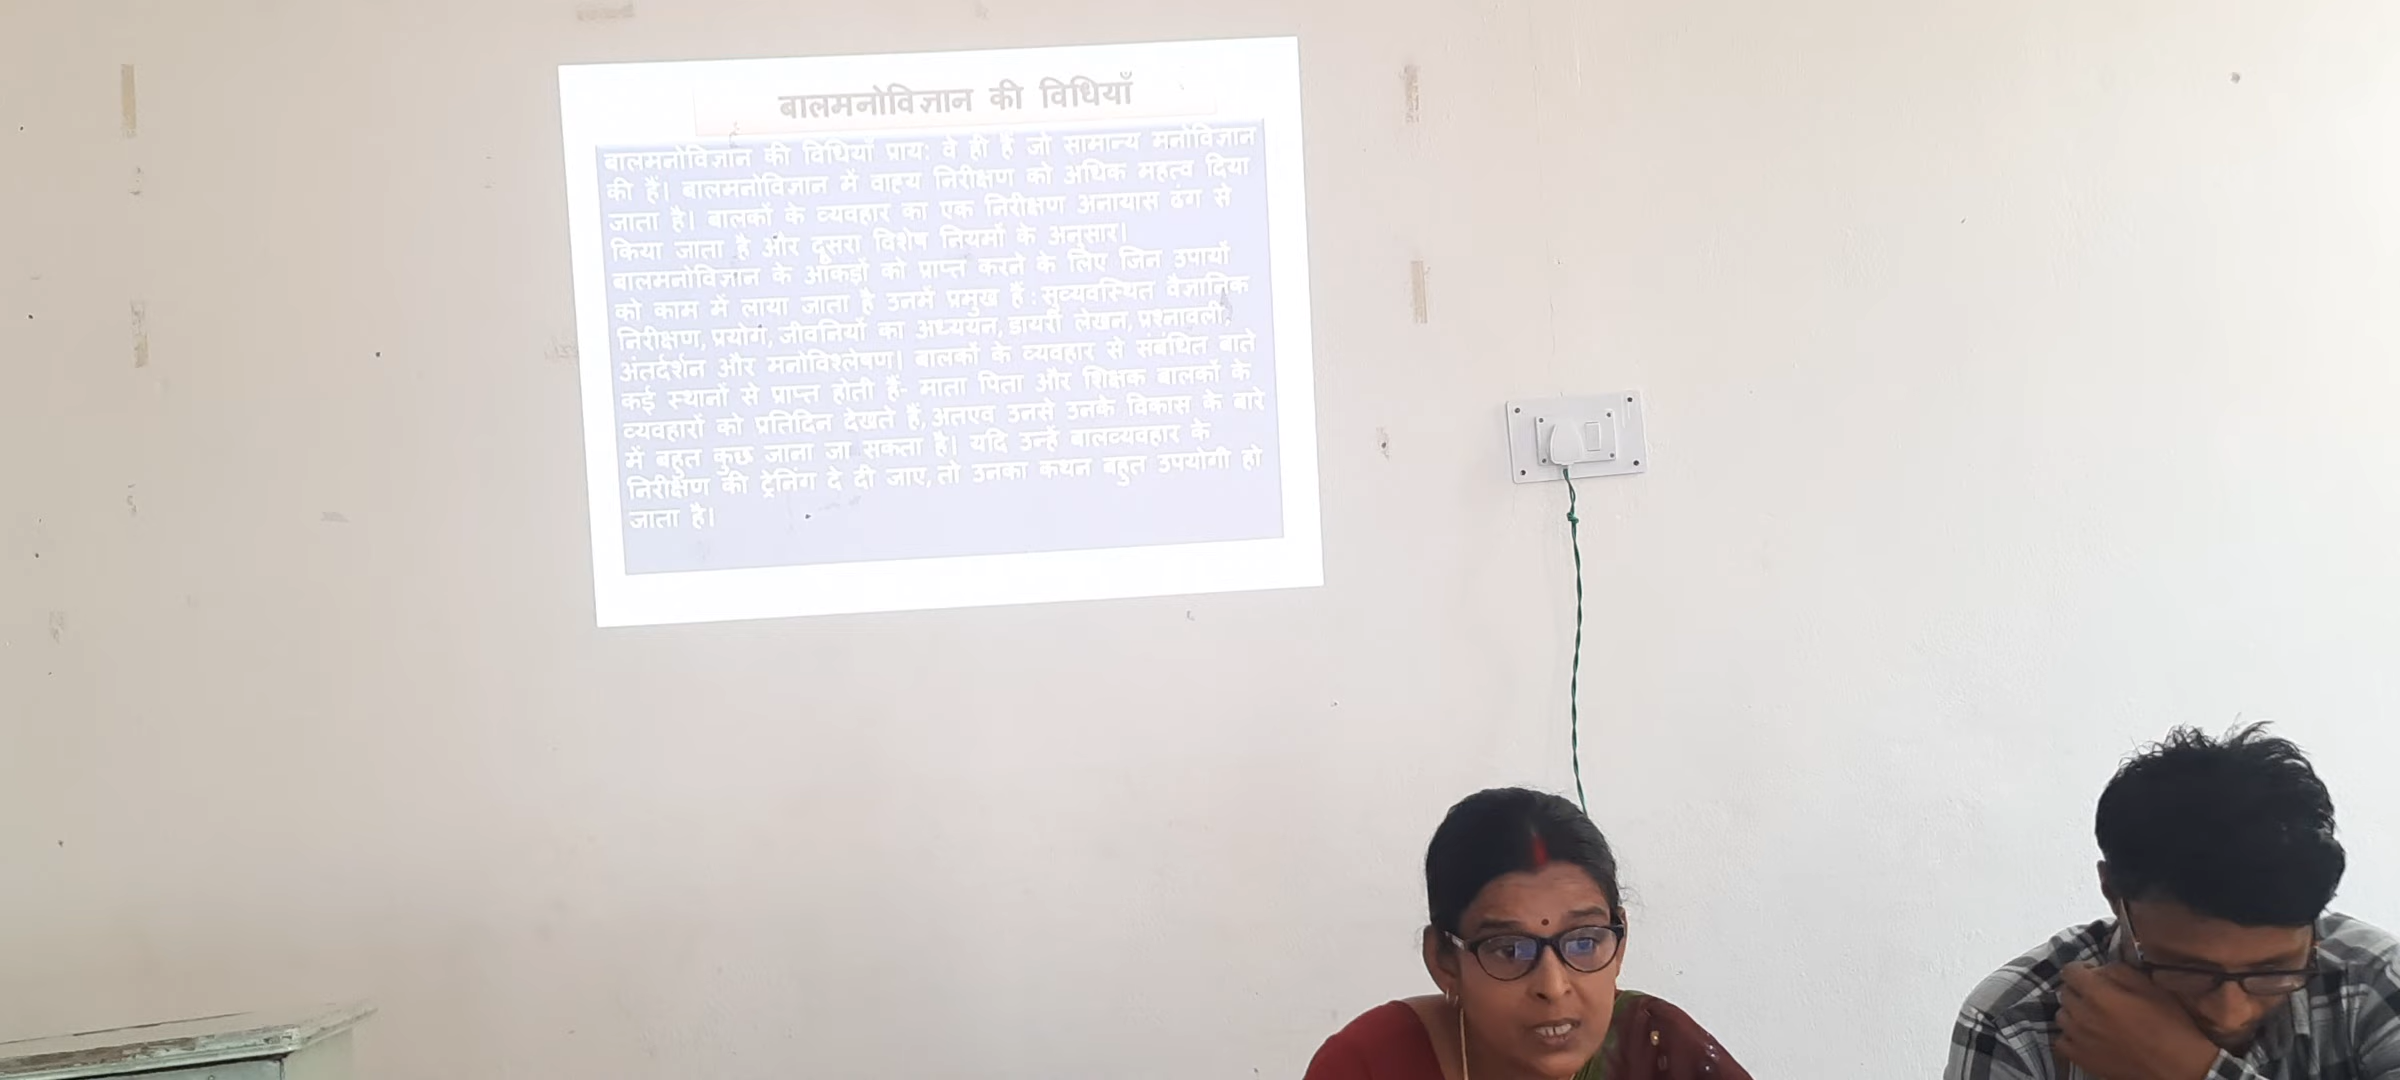 बालमनोविज्ञान की विधियाँ
बालमनोविज्ञान की विधियाँ प्राय: वे ही हैं जो सामान्य मनोविज्ञान
की हैं। बालमनोविज्ञान में वाह्य निरीक्षण को अधिक महत्व दिया
जाता है। बालकों के व्यवहार का एक निरीक्षण अनायास ढंग से
किया जाता है और दूसरा विशेष नियमों के अनुसार।
बालमनोविज्ञान के आँकड़ों को प्राप्त करने के लिए जिन उपायों
को काम में लाया जाता है उनमें प्रमुख हैं : सुव्यवस्थित वैज्ञानिक
निरीक्षण, प्रयोग, जीवनियों का अध्ययन, डायरी लेखन, प्रश्नावली,
अंतर्दर्शन और मनोविश्लेषण। बालकों के व्यवहार से संबंधित बाते
कई स्थानों से प्राप्त होती हैं- माता पिता और शिक्षक बालकों के
व्यवहारों को प्रतिदिन देखते हैं, अतएव उनसे उनके विकास के बारे
में बहुत कुछ जाना जा सकता है। यदि उन्हें बालव्यवहार के
निरीक्षण की ट्रेनिंग दे दी जाए, तो उनका कथन बहुत उपयोगी हो
जाता है।